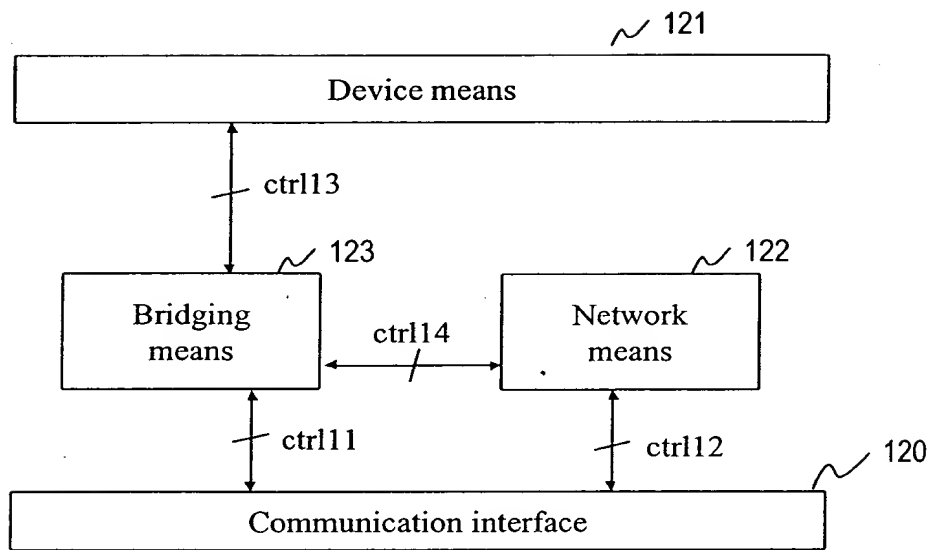 121
Device means
ctrl13
123
122
Bridging
means
Network
means
ctrl14
ctrl11
ctrl12
120
Communication interface